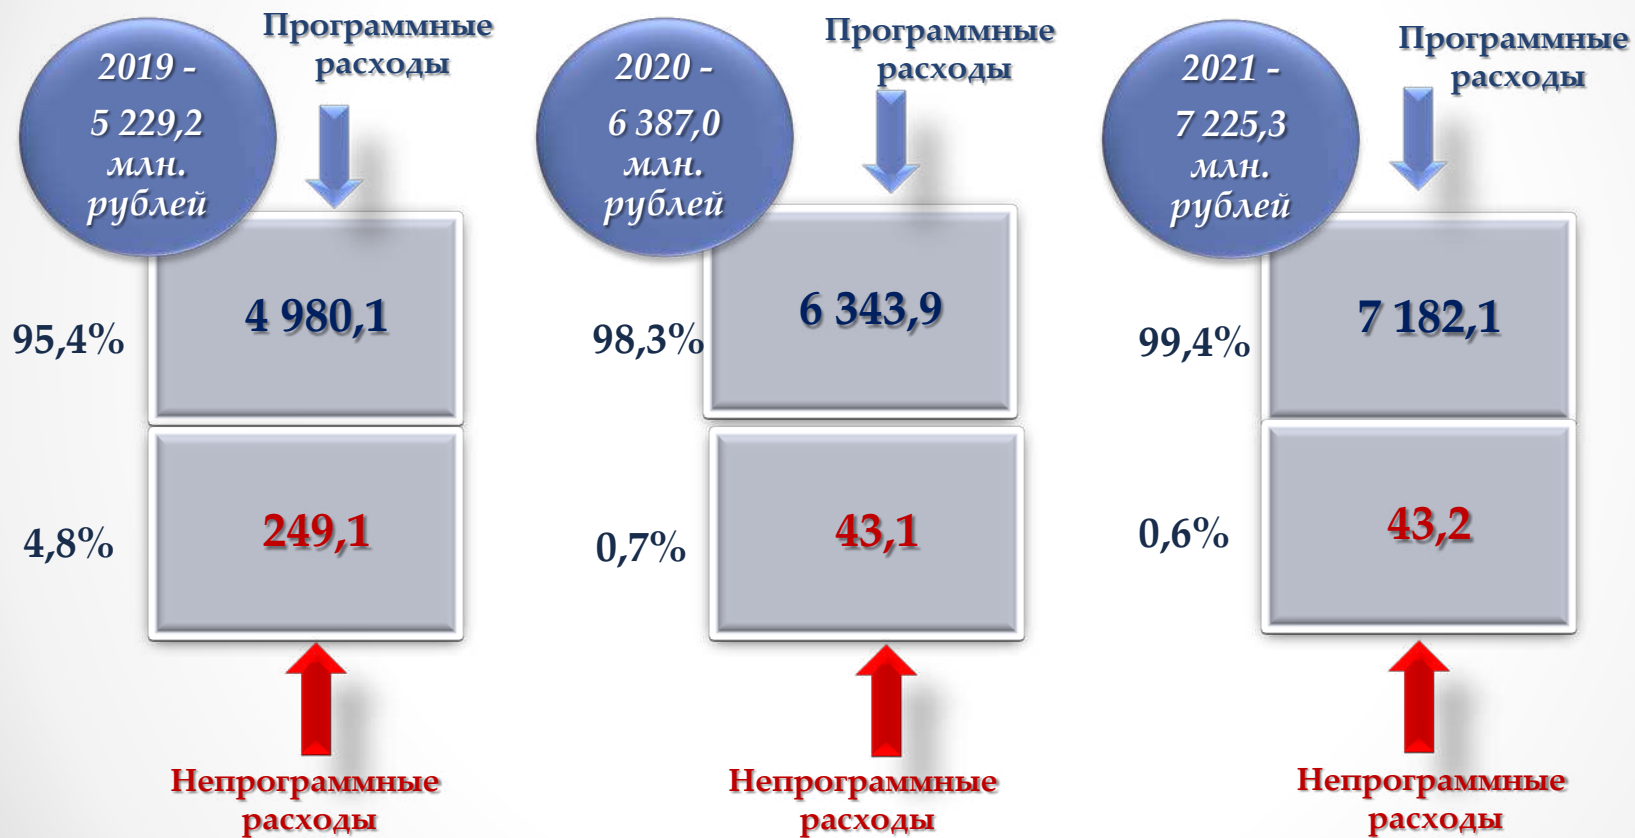 2019 -
5 229,2
млн.
рублей
Программные
расходы
95,4%
4 980,1
4,8%
249,1
Непрограммные
расходы
2020 -
6 387,0
млн.
рублей
Программные
расходы
98,3%
6 343,9
0,7%
43,1
Непрограммные
расходы
2021 -
7 225,3
млн.
рублей
Программные
расходы
99,4%
7 182,1
0,6%
43,2
Непрограммные
расходы